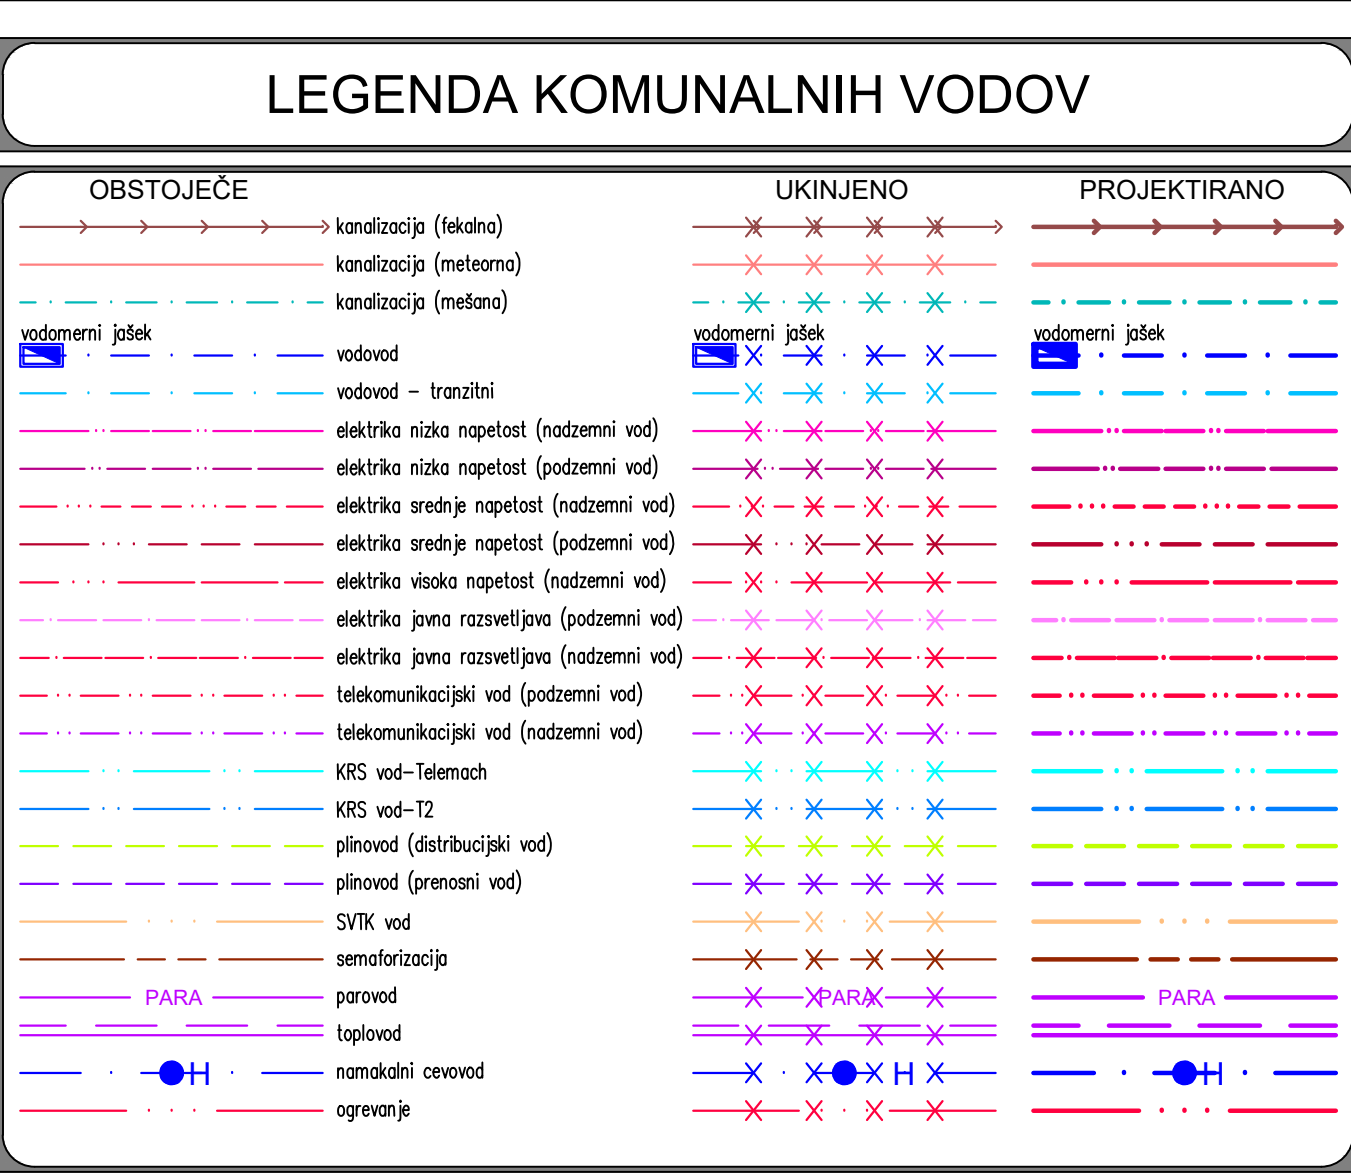 LEGENDA KOMUNALNIH VODOV
OBSTOJEČE UKINJENO PROJEKTIRANO
kanalizacija (fekalna)
kanalizacija (meteorna)
kanalizacija (mešana)
vodomerni jašek vodomerni jašek vodomerni jašek
vodovod
vodovod – tranzitni
elektrika nizka napetost (nadzemni vod)
elektrika nizka napetost (podzemni vod)
elektrika srednje napetost (nadzemni vod)
elektrika srednje napetost (podzemni vod)
elektrika visoka napetost (nadzemni vod)
elektrika javna razsvetljava (podzemni vod)
elektrika javna razsvetljava (nadzemni vod)
telekomunikacijski vod (podzemni vod)
telekomunikacijski vod (nadzemni vod)
KRS vod–Telemach
KRS vod–T2
plinovod (distribucijski vod)
plinovod (prenosni vod)
SVTK vod
semaforizacija
PARA parovod PARA PARA
toplovod
H namakalni cevovod H H
ogrevanje